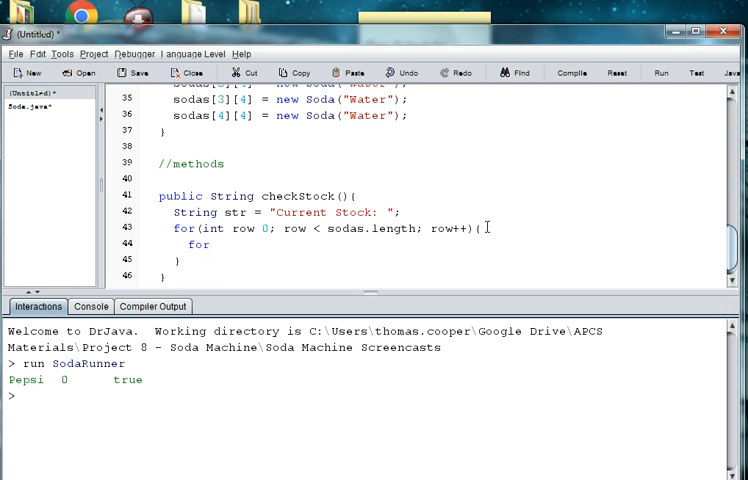 (Untitled) *
File Edit Tools Project Debugger Language Level Help
New Open Save Close Cut Copy Paste Undo Redo Find Compile Reset Run Test Java
(Untitled)*
Soda.java*
35 sodas[3][4] = new Soda("Water");
36 sodas[4][4] = new Soda("Water");
37 }
38
39 //methods
40
41 public String checkStock(){
42 String str = "Current Stock: ";
43 for(int row 0; row < sodas.length; row++){
44 for
45 }
46 }
Interactions Console Compiler Output
Welcome to DrJava. Working directory is C:\Users\thomas.cooper\Google Drive\APCS
Materials\Project 8 - Soda Machine\Soda Machine Screencasts
> run SodaRunner
Pepsi 0 true
>